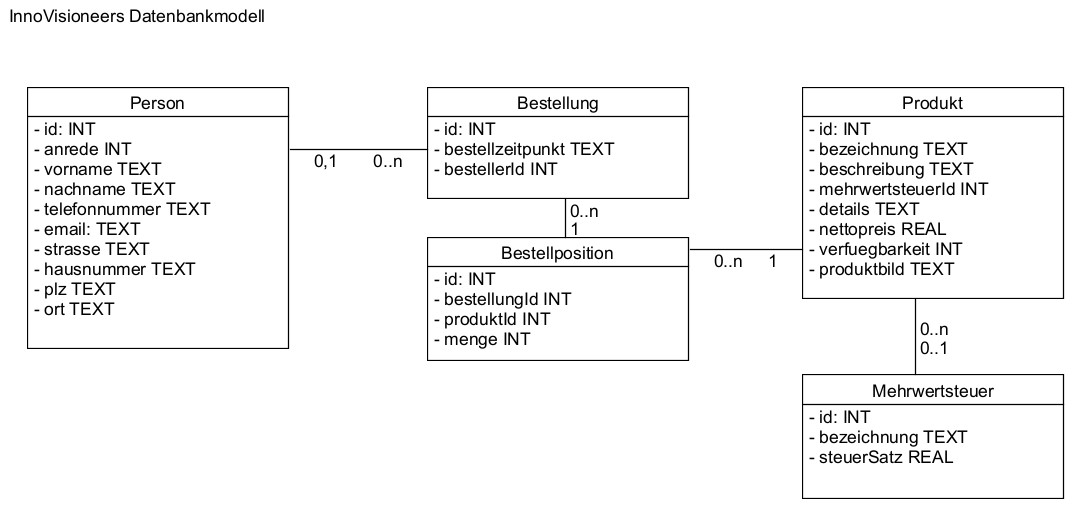 InnoVisioneers Datenbankmodell
Person
- id: INT
- anrede INT
- vorname TEXT
- nachname TEXT
- telefonnummer TEXT
- email: TEXT
- strasse TEXT
- hausnummer TEXT
- plz TEXT
- ort TEXT
0,1
0..n
Bestellung
- id: INT
- bestellzeitpunkt TEXT
- bestellerId INT
0..n
1
Bestellposition
- id: INT
- bestellungId INT
- produktId INT
- menge INT
0..n
1
Produkt
- id: INT
- bezeichnung TEXT
- beschreibung TEXT
- mehrwertsteuerId INT
- details TEXT
- nettopreis REAL
- verfuegbarkeit INT
- produktbild TEXT
0..n
0..1
Mehrwertsteuer
- id: INT
- bezeichnung TEXT
- steuerSatz REAL